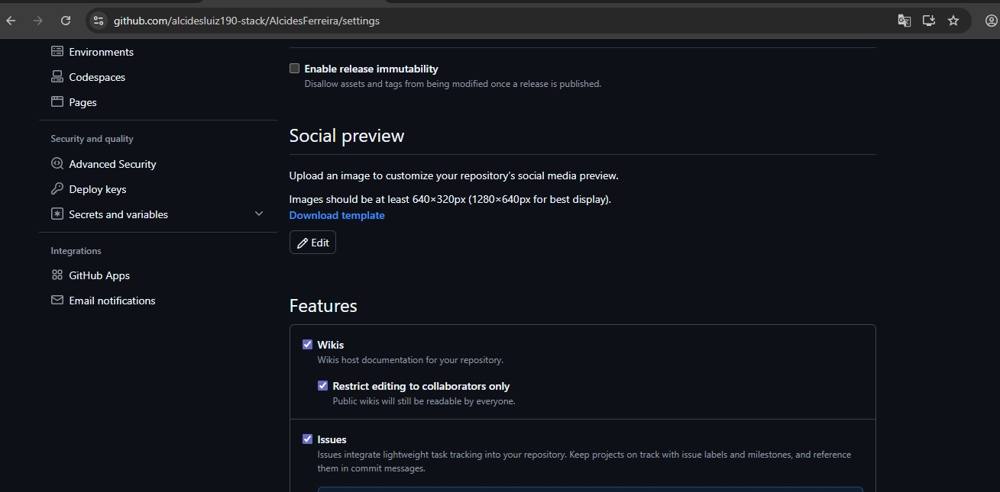 github.com/alcidesluiz190-stack/AlcidesFerreira/settings
Environments
Codespaces
Pages
Security and quality
Advanced Security
Deploy keys
Secrets and variables
Integrations
GitHub Apps
Email notifications
Enable release immutability
Disallow assets and tags from being modified once a release is published.
Social preview
Upload an image to customize your repository’s social media preview.
Images should be at least 640×320px (1280×640px for best display).
Download template
Edit
Features
Wikis
Wikis host documentation for your repository.
Restrict editing to collaborators only
Public wikis will still be readable by everyone.
Issues
Issues integrate lightweight task tracking into your repository. Keep projects on track with issue labels and milestones, and reference
them in commit messages.